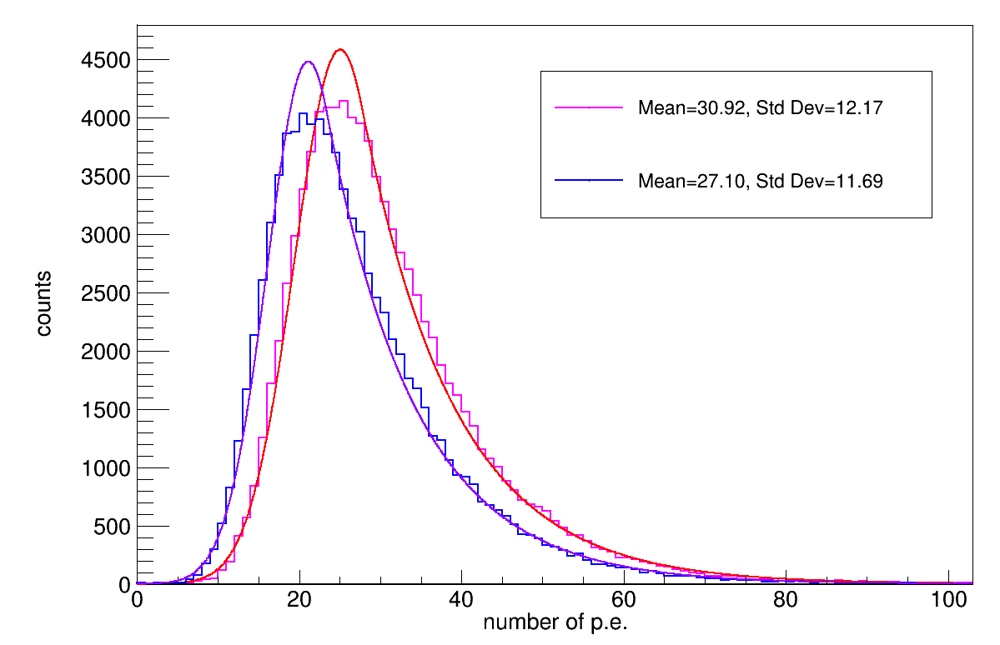 4500
4000
3500
3000
2500
2000
1500
1000
500
0
counts
Mean=30.92, Std Dev=12.17
Mean=27.10, Std Dev=11.69
0 20 40 60 80 100
number of p.e.